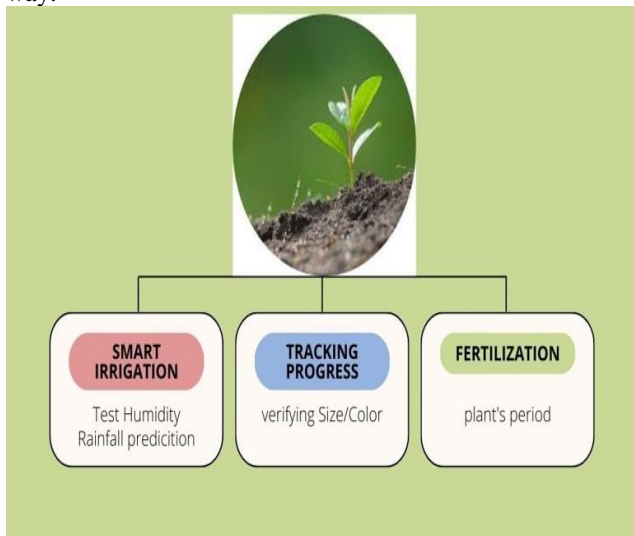 SMART
IRRIGATION
Test Humidity
Rainfall predicition
TRACKING
PROGRESS
verifying Size/Color
FERTILIZATION
plant's period